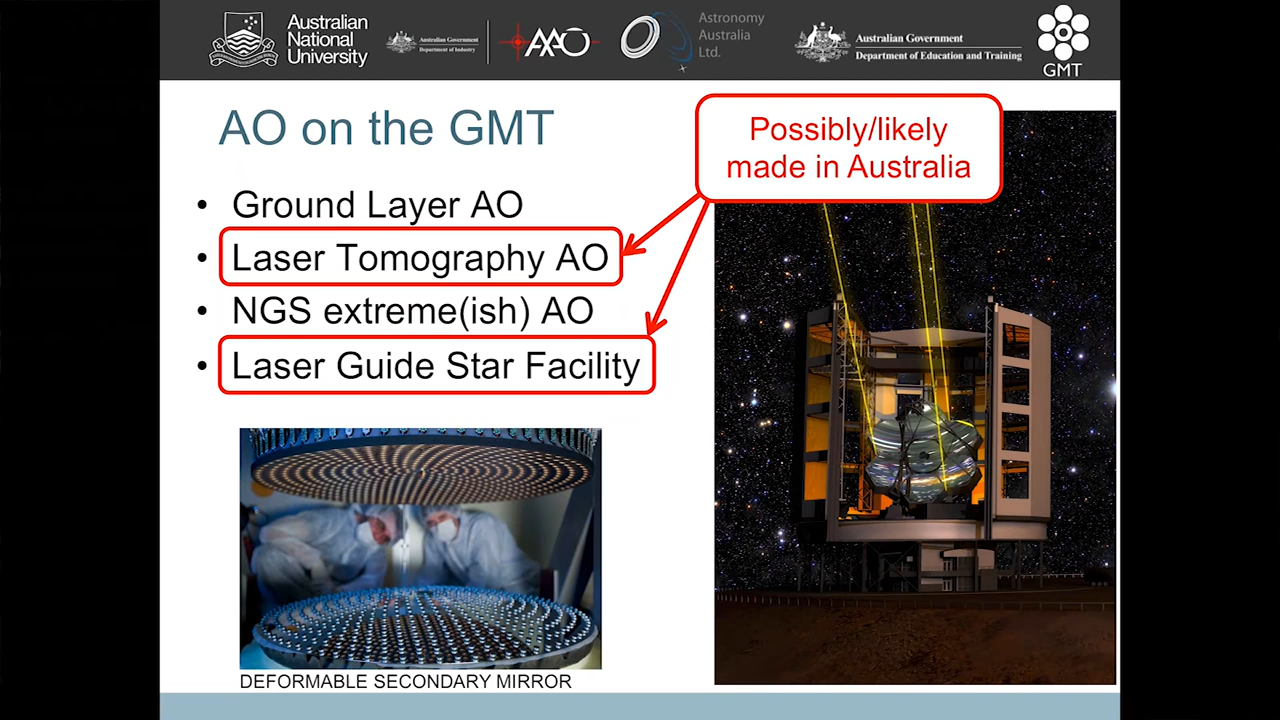 Australian
National
University
Australian Government
Department of Industry
AAO
Astronomy
Australia
Ltd.
Australian Government
Department of Education and Training
GMT
AO on the GMT
Possibly/likely
made in Australia
• Ground Layer AO
• Laser Tomography AO
• NGS extreme(ish) AO
• Laser Guide Star Facility
DEFORMABLE SECONDARY MIRROR